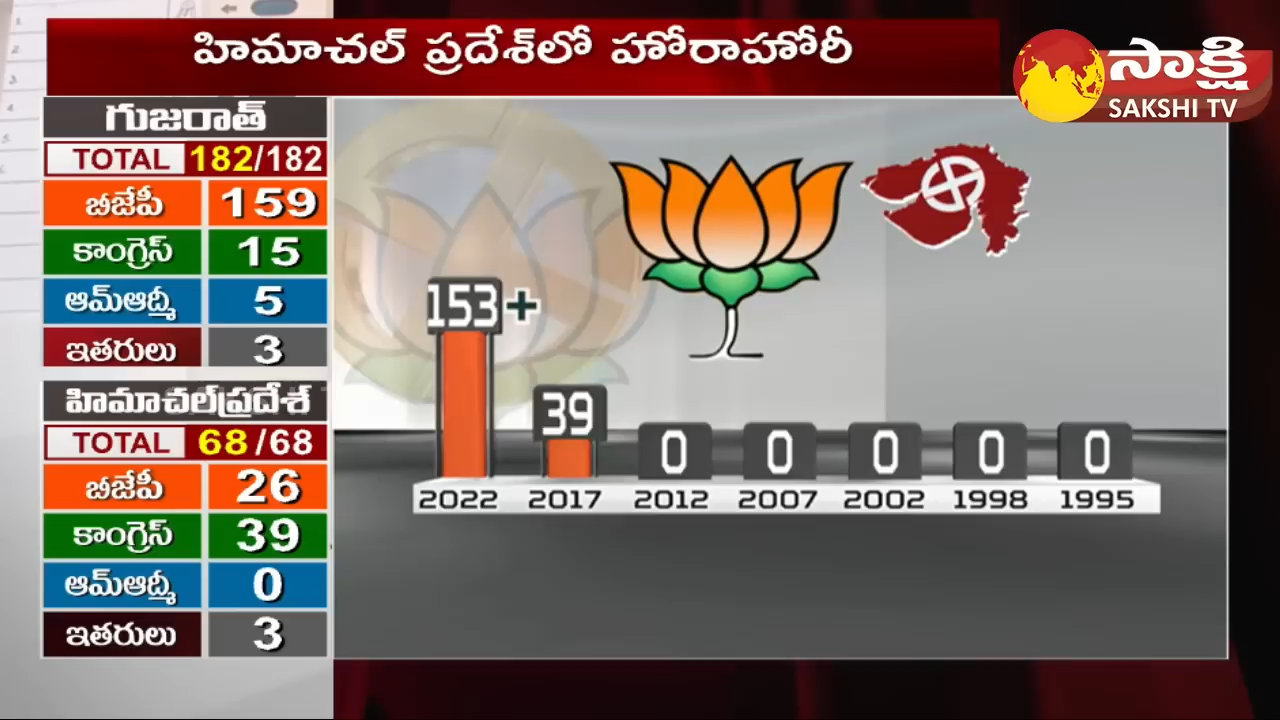 హిమాచల్ ప్రదేశ్‌లో హోరాహోరీ
సాక్షి
SAKSHI TV
గుజరాత్
TOTAL 182/182
బీజేపీ 159
కాంగ్రెస్ 15
ఆమ్ఆద్మీ 5
ఇతరులు 3
హిమాచల్‌ప్రదేశ్
TOTAL 68/68
బీజేపీ 26
కాంగ్రెస్ 39
ఆమ్ఆద్మీ 0
ఇతరులు 3
153+ 39 0 0 0 0 0
2022 2017 2012 2007 2002 1998 1995